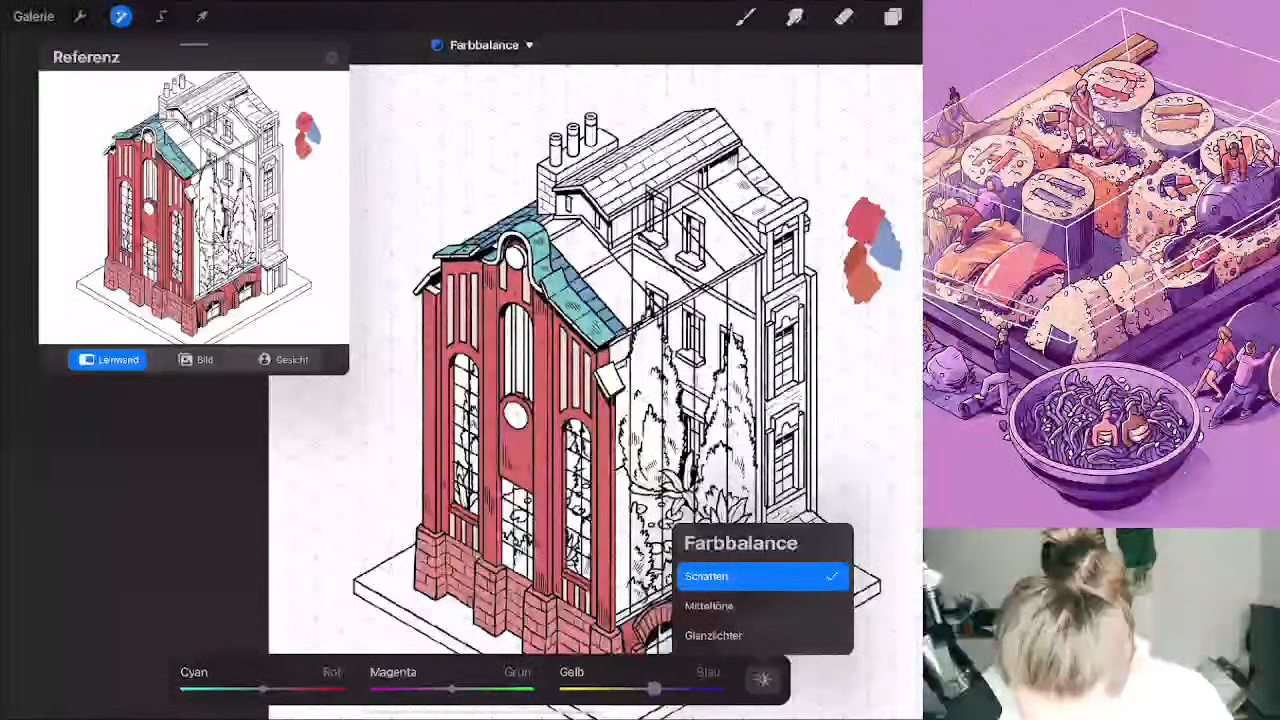 Galerie
Farbbalance ▼
Referenz
Leinwand
Bild
Gesicht
Farbbalance
Schatten
Mitteltöne
Glanzlichter
Cyan Rot Magenta Grün Gelb Blau